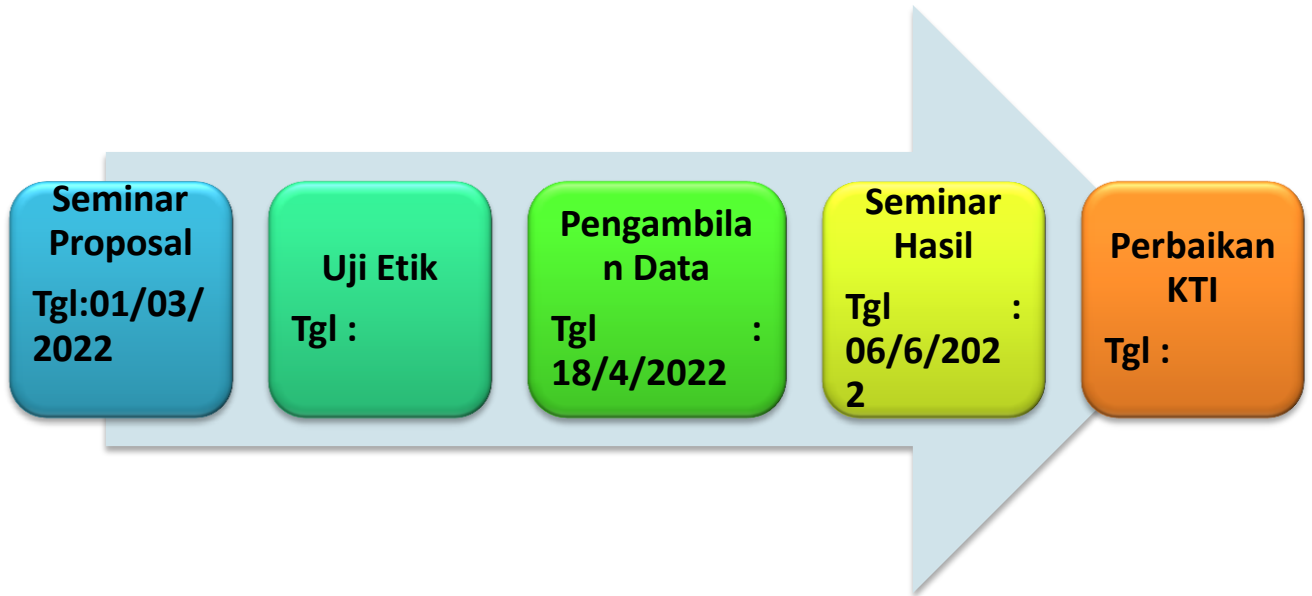 Seminar
Proposal
Tgl:01/03/
2022
Uji Etik
Tgl :
Pengambila
n Data
Tgl :
18/4/2022
Seminar
Hasil
Tgl :
06/6/202
2
Perbaikan
KTI
Tgl :